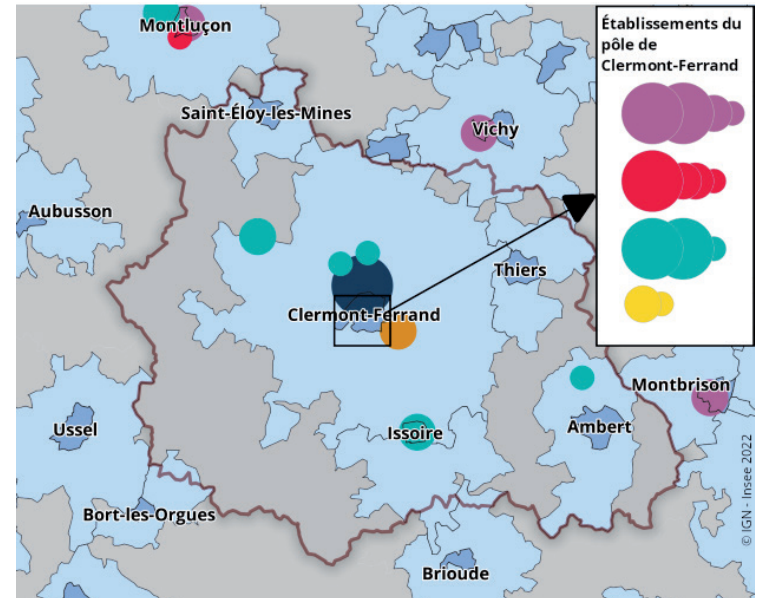 Montluçon
Établissements du
pôle de
Clermont-Ferrand
Saint-Éloy-les-Mines
Vichy
Aubusson
Thiers
Clermont-Ferrand
Montbrison
Ussel
Issoire
Ambert
Bort-les-Orgues
Brioude
© IGN - Insee 2022